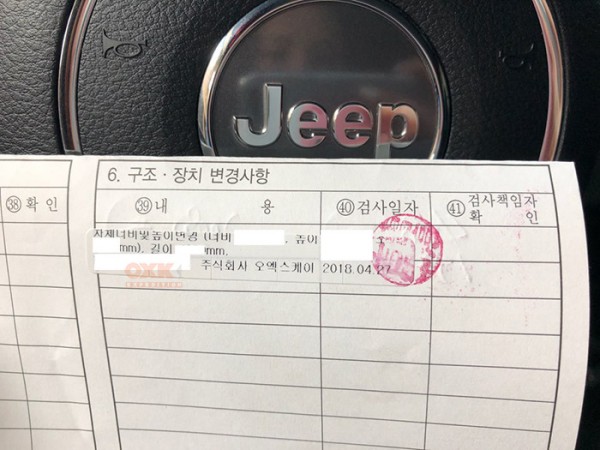 Jeep
6. 구조·장치 변경사항
㊳ 확 인
㊴ 내 용
㊵ 검사일자
㊶ 검사책임자
확 인
차체너비및높이변경 (너비 , 높이
mm), 길이 mm,
OXK
EXPEDITION
주식회사 오엑스케이 2018.04.27